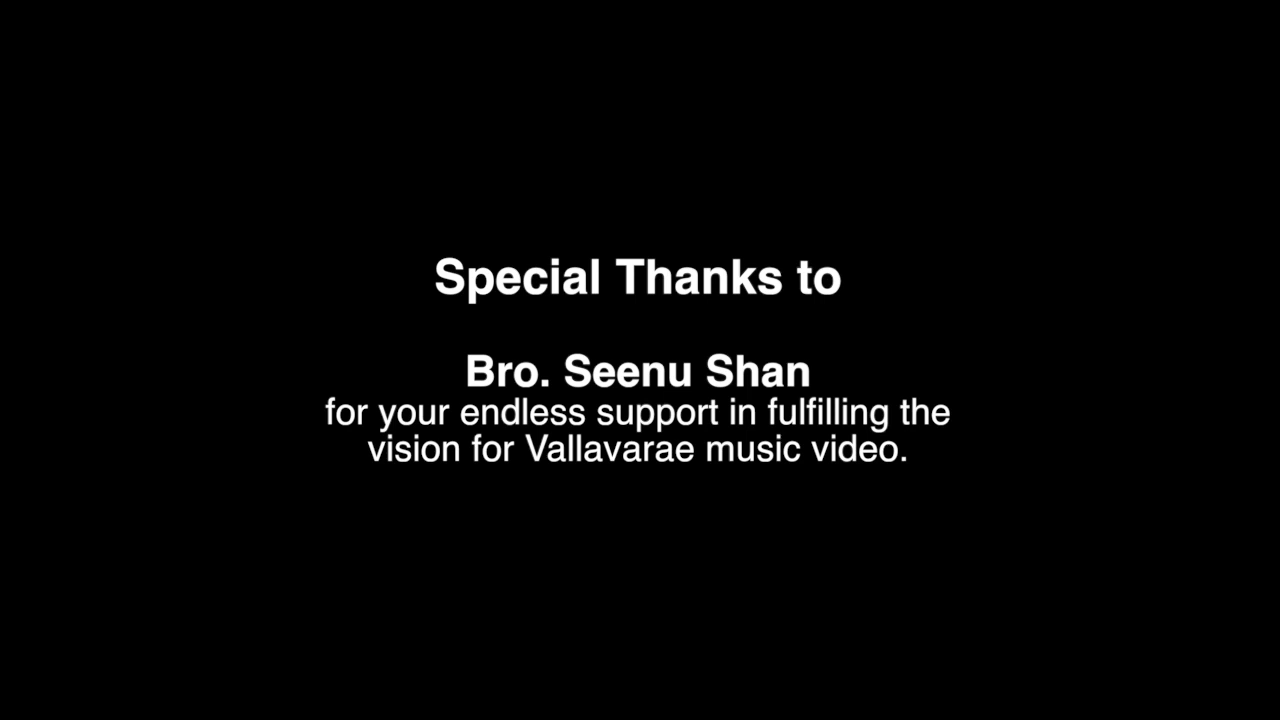 Special Thanks to
Bro. Seenu Shan
for your endless support in fulfilling the
vision for Vallavarae music video.